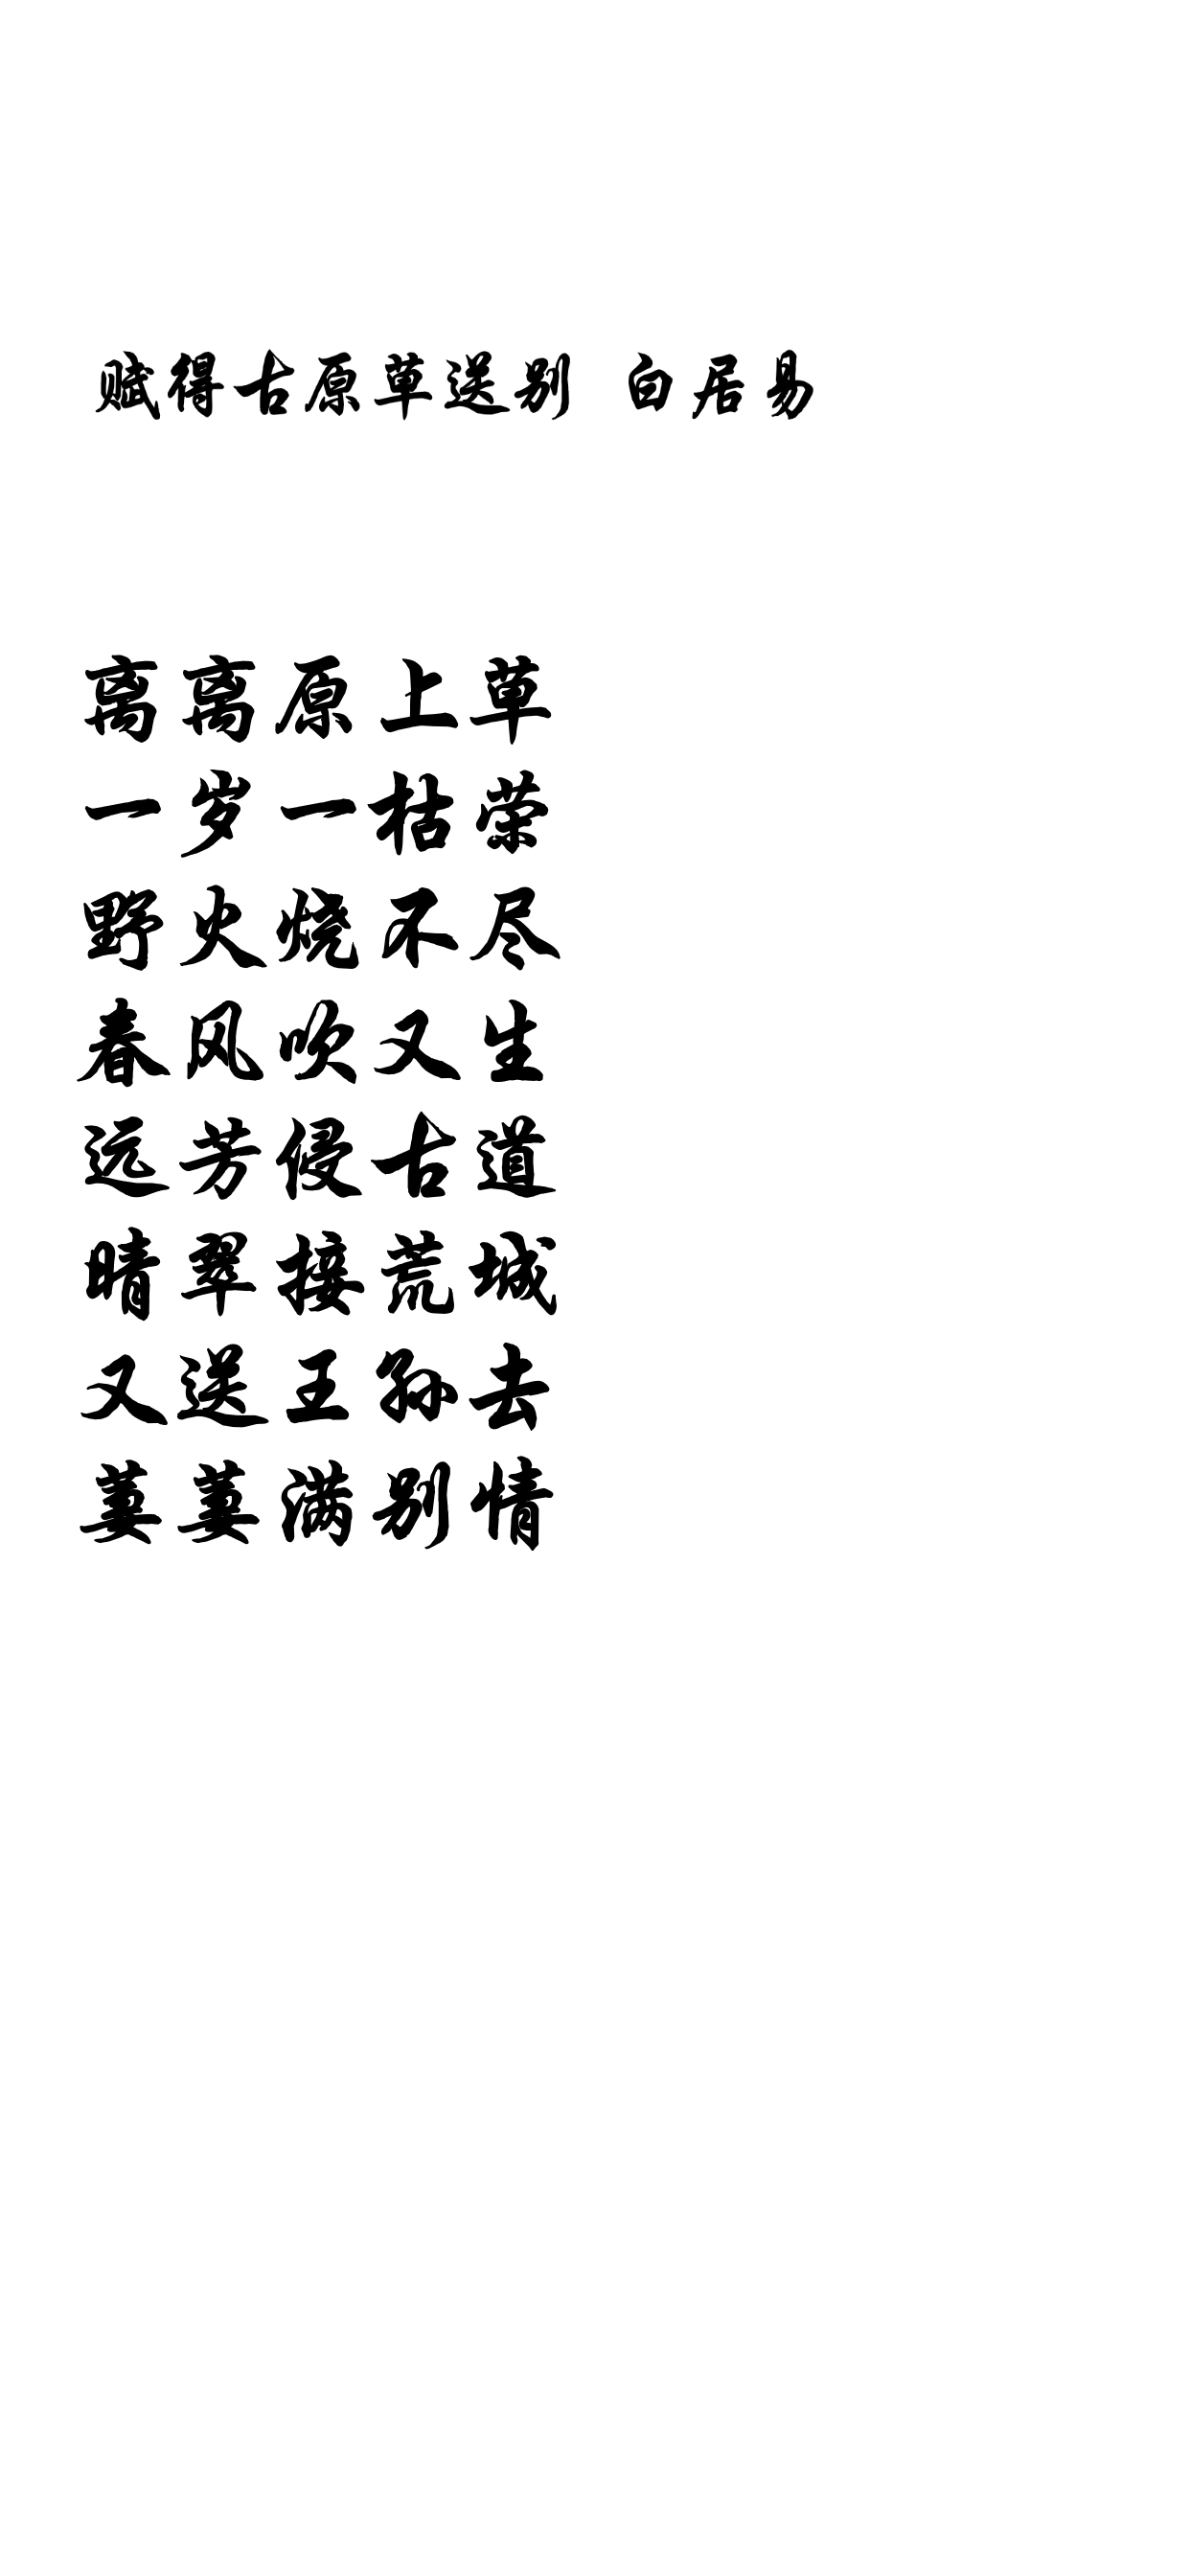 赋得古原草送别 白居易
离离原上草
一岁一枯荣
野火烧不尽
春风吹又生
远芳侵古道
晴翠接荒城
又送王孙去
萋萋满别情